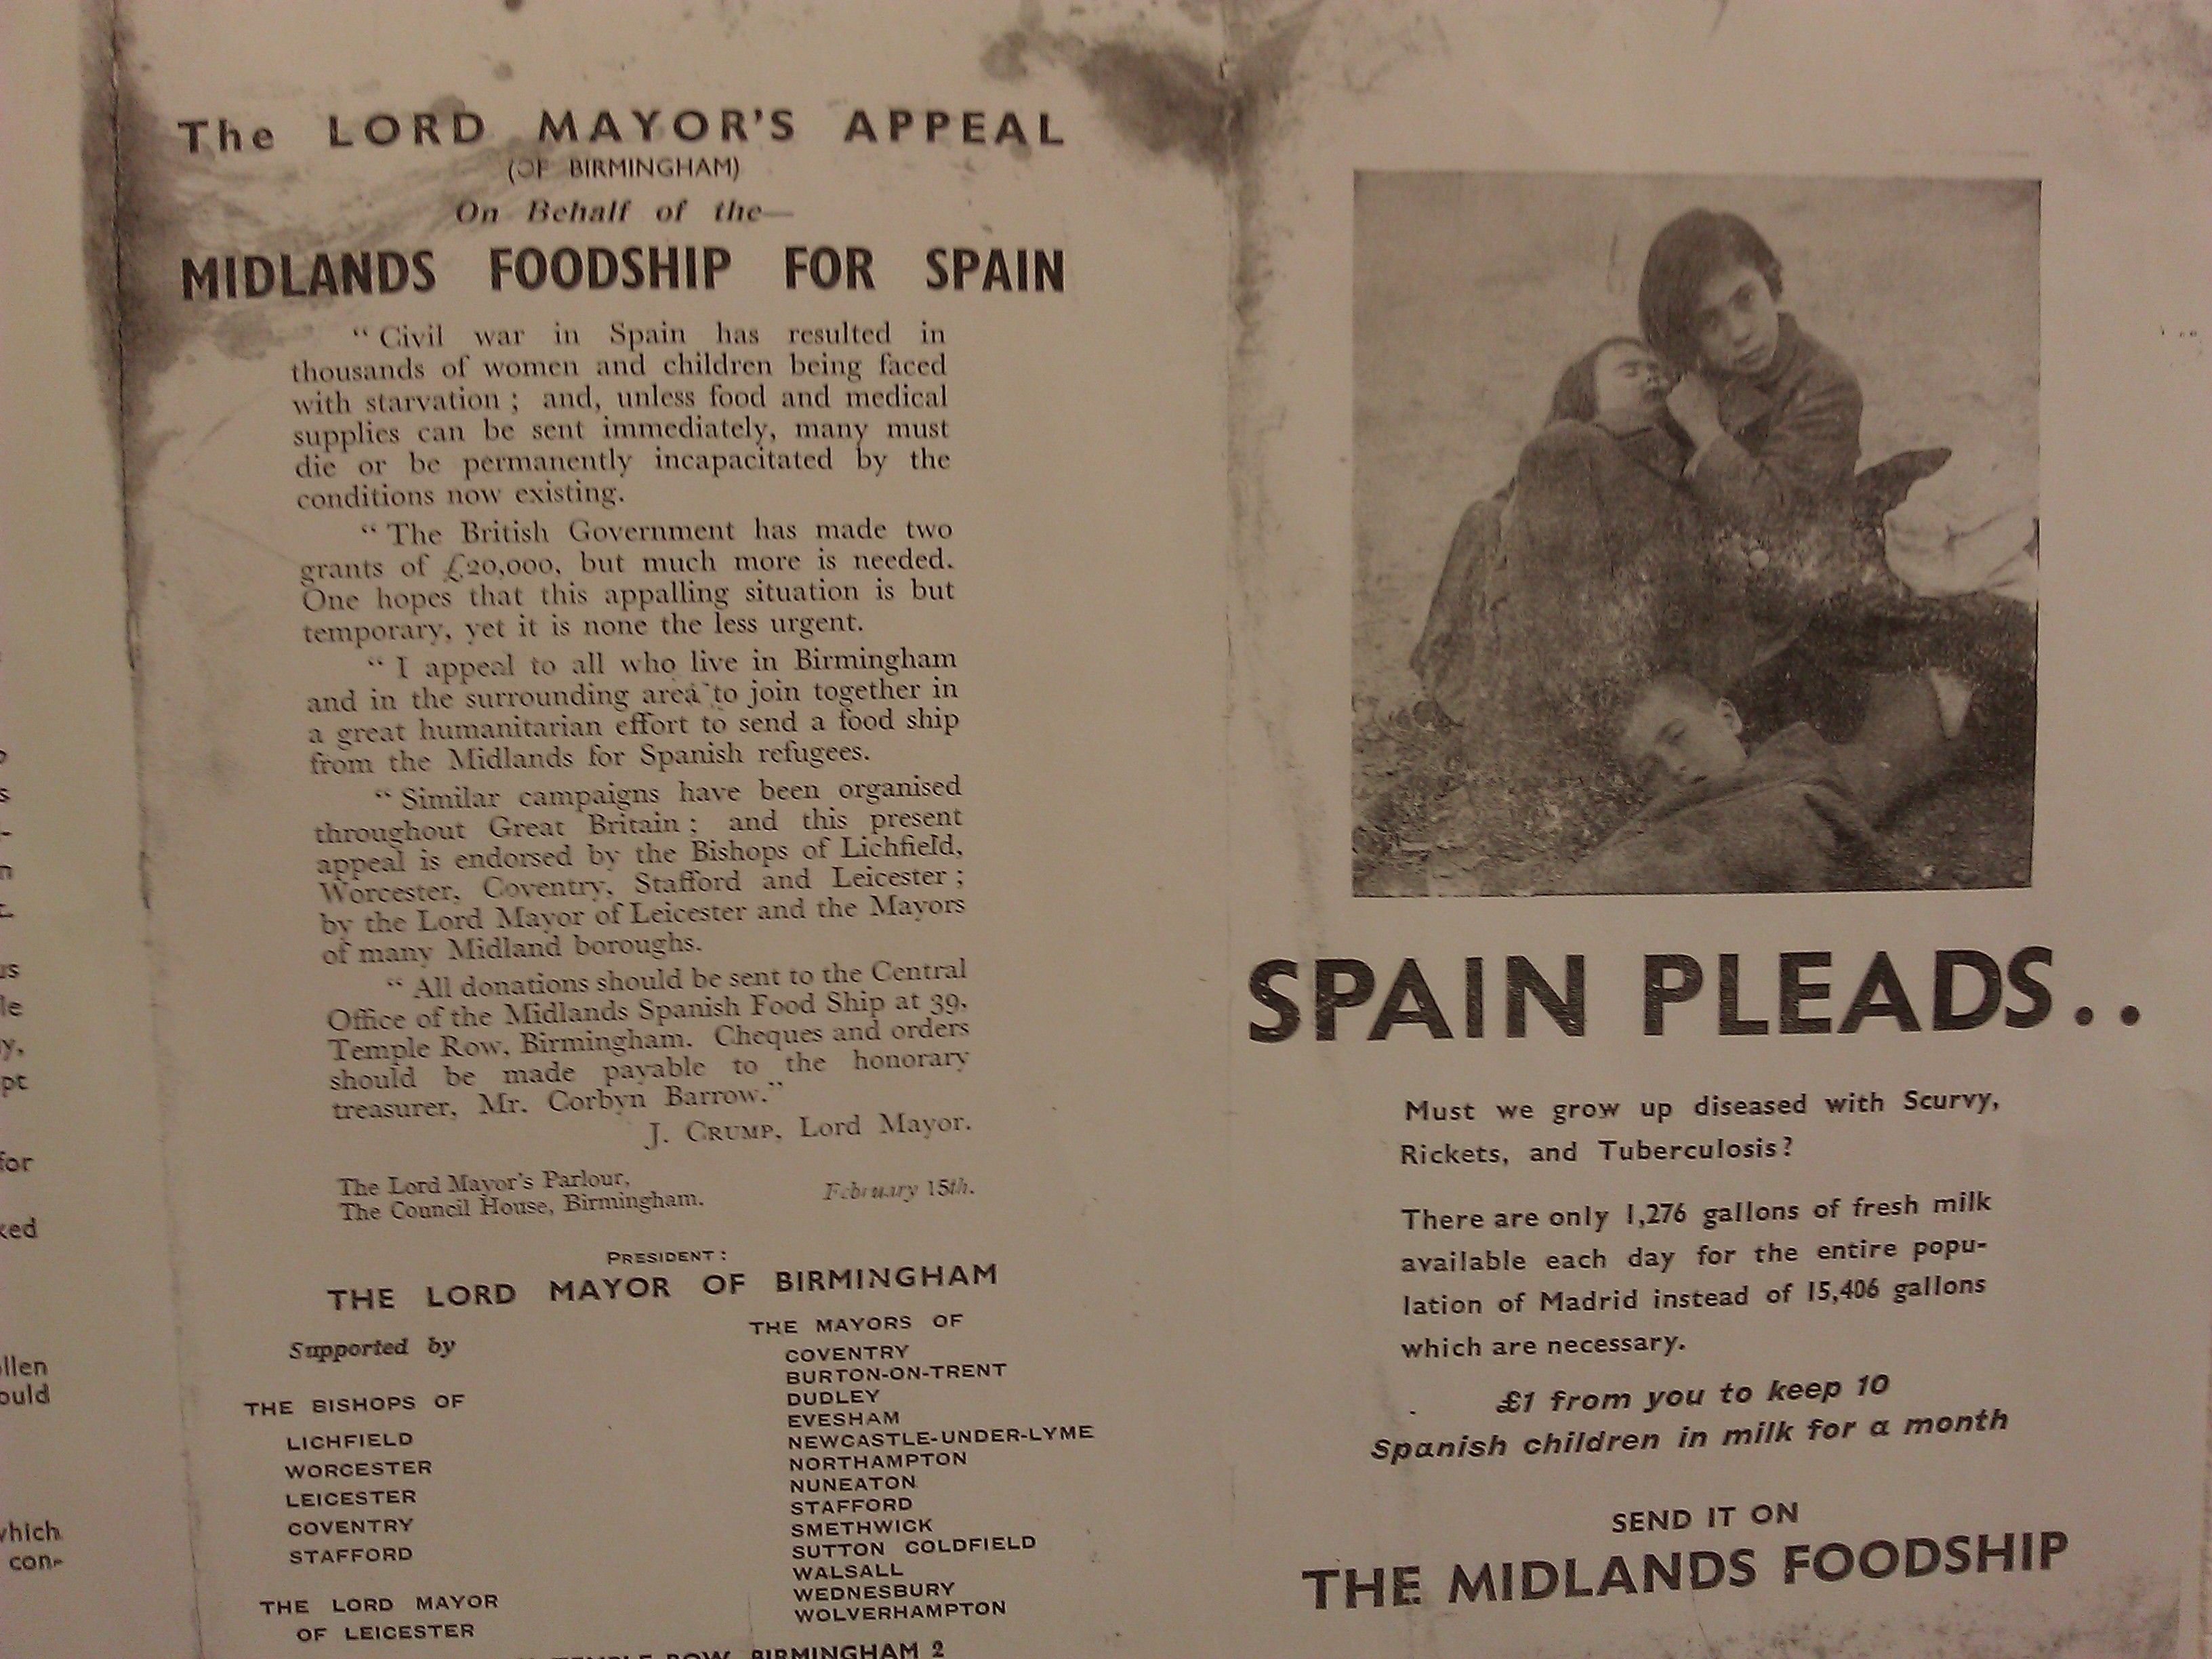 The LORD MAYOR'S APPEAL
(OF BIRMINGHAM)
On Behalf of the—
MIDLANDS FOODSHIP FOR SPAIN
“ Civil war in Spain has resulted in
thousands of women and children being faced
with starvation ; and, unless food and medical
supplies can be sent immediately, many must
die or be permanently incapacitated by the
conditions now existing.
“ The British Government has made two
grants of £20,000, but much more is needed.
One hopes that this appalling situation is but
temporary, yet it is none the less urgent.
“ I appeal to all who live in Birmingham
and in the surrounding area to join together in
a great humanitarian effort to send a food ship
from the Midlands for Spanish refugees.
“ Similar campaigns have been organised
throughout Great Britain ; and this present
appeal is endorsed by the Bishops of Lichfield,
Worcester, Coventry, Stafford and Leicester ;
by the Lord Mayor of Leicester and the Mayors
of many Midland boroughs.
“ All donations should be sent to the Central
Office of the Midlands Spanish Food Ship at 39,
Temple Row, Birmingham. Cheques and orders
should be made payable to the honorary
treasurer, Mr. Corbyn Barrow.”
J. CRUMP, Lord Mayor.
The Lord Mayor's Parlour,
The Council House, Birmingham.
February 15th.
PRESIDENT :
THE LORD MAYOR OF BIRMINGHAM
Supported by
THE BISHOPS OF
LICHFIELD
WORCESTER
LEICESTER
COVENTRY
STAFFORD
THE LORD MAYOR
OF LEICESTER
THE MAYORS OF
COVENTRY
BURTON-ON-TRENT
DUDLEY
EVESHAM
NEWCASTLE-UNDER-LYME
NORTHAMPTON
NUNEATON
STAFFORD
SMETHWICK
SUTTON COLDFIELD
WALSALL
WEDNESBURY
WOLVERHAMPTON
TEMPLE ROW, BIRMINGHAM 2
SPAIN PLEADS..
Must we grow up diseased with Scurvy,
Rickets, and Tuberculosis?
There are only 1,276 gallons of fresh milk
available each day for the entire popu-
lation of Madrid instead of 15,406 gallons
which are necessary.
£1 from you to keep 10
Spanish children in milk for a month
SEND IT ON
THE MIDLANDS FOODSHIP